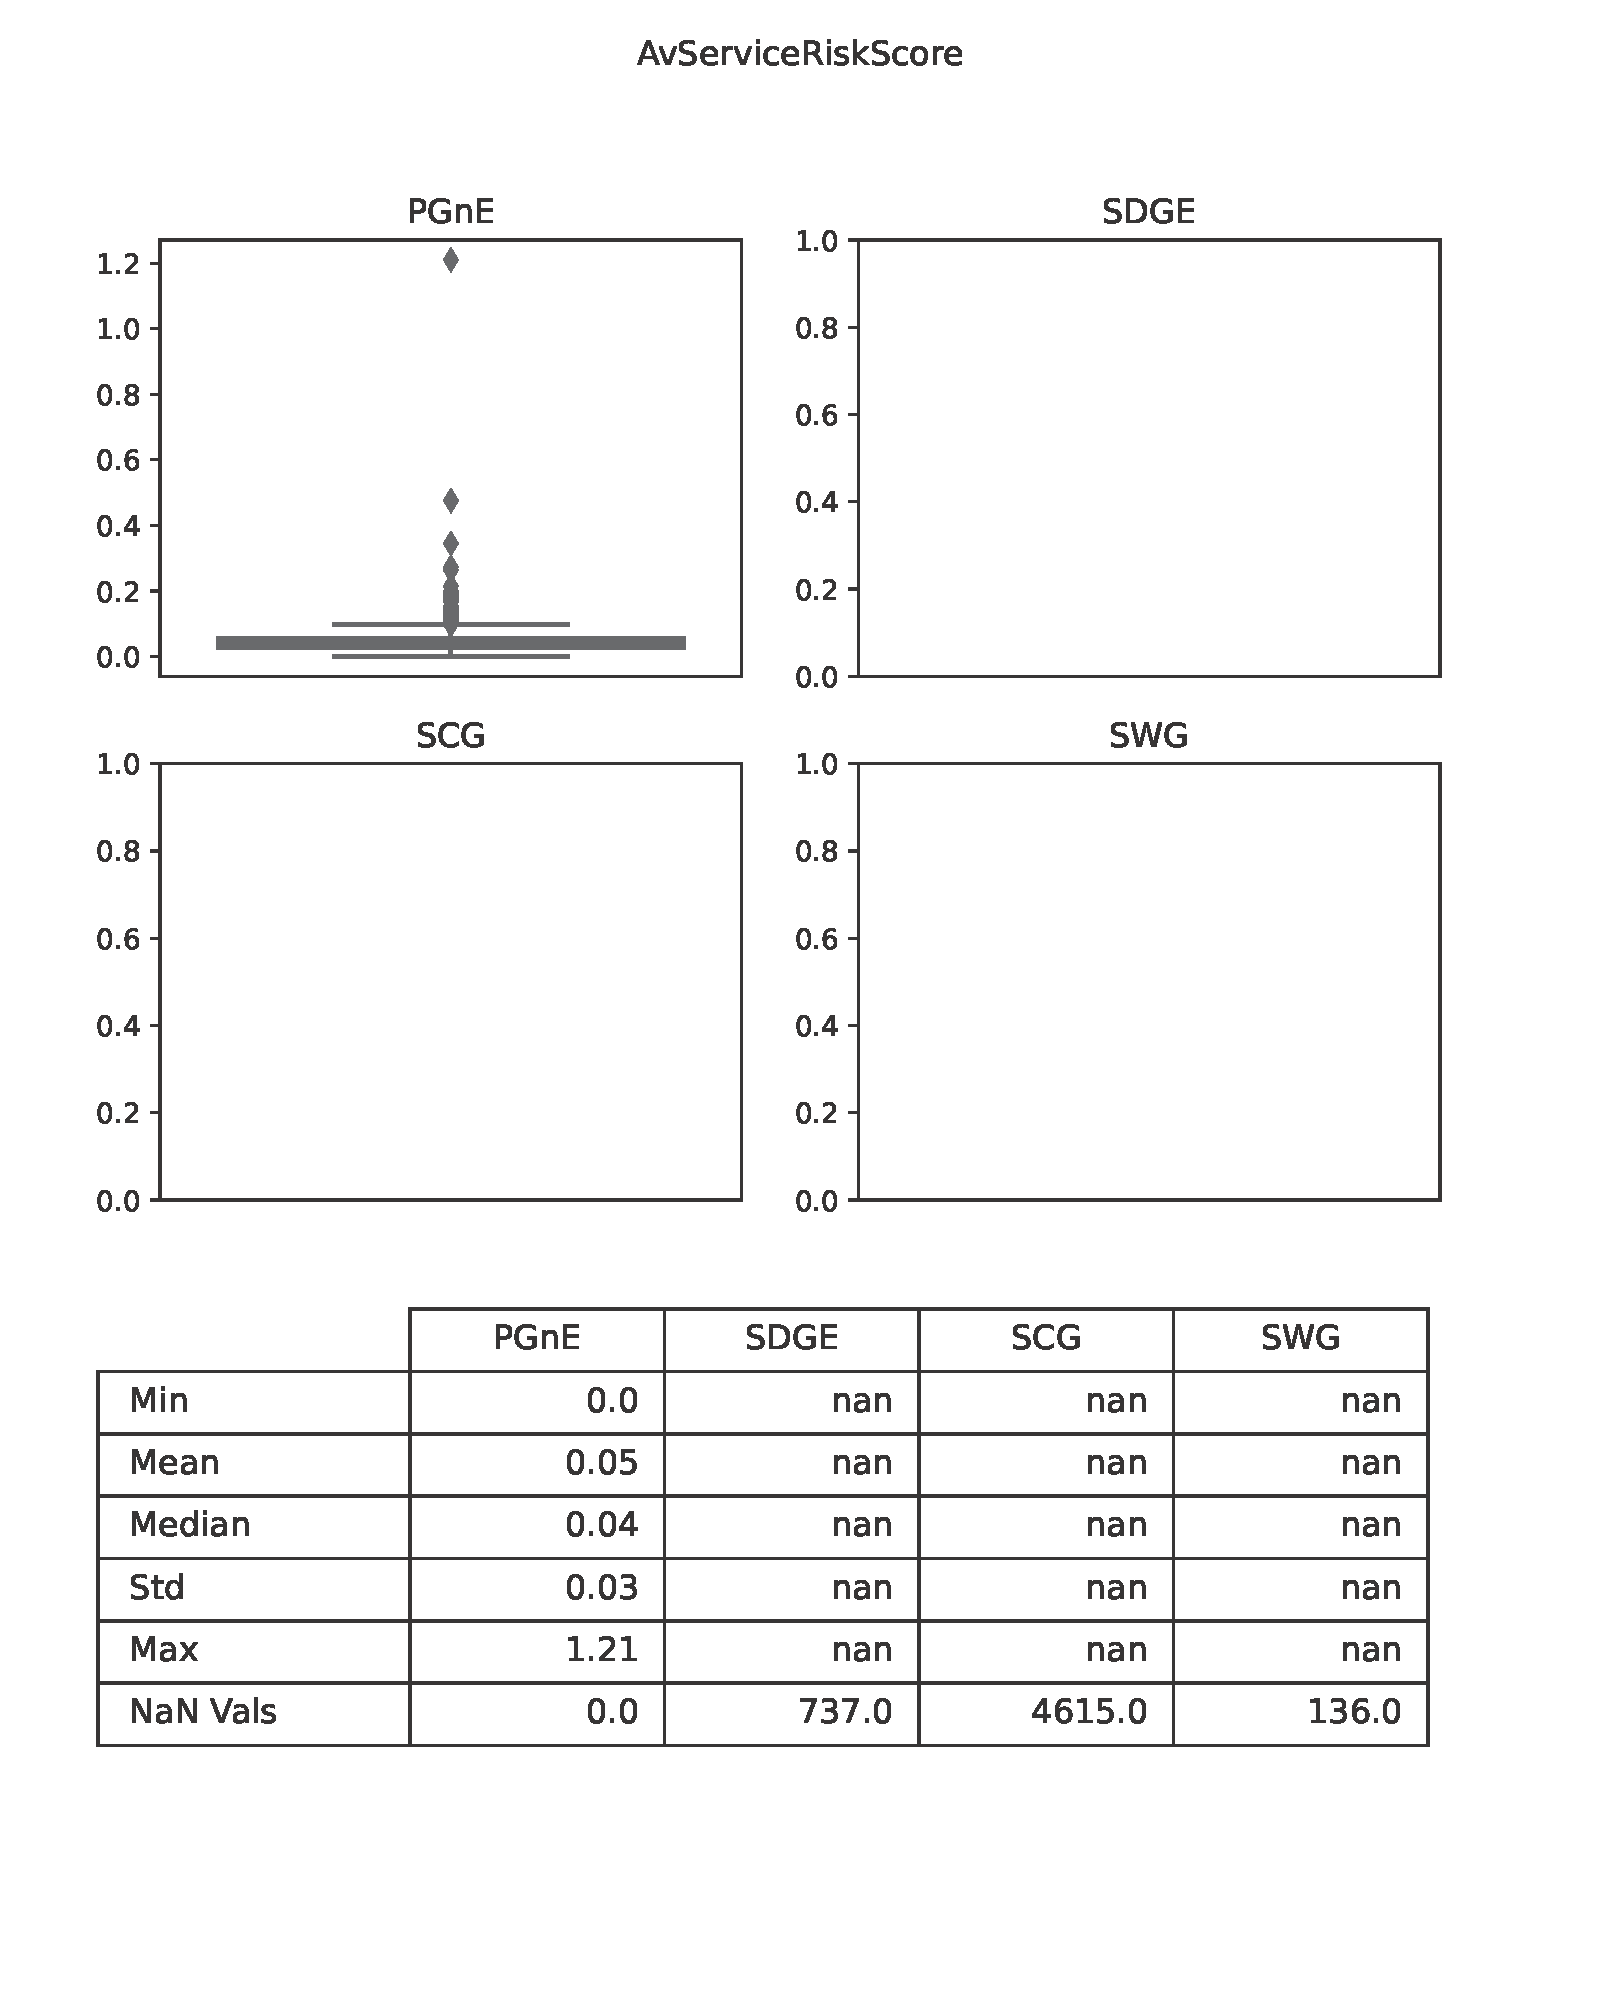 AvServiceRiskScore
PGnE
1.2
1.0
0.8
0.6
0.4
0.2
0.0
SDGE
1.0
0.8
0.6
0.4
0.2
0.0
SCG
1.0
0.8
0.6
0.4
0.2
0.0
SWG
1.0
0.8
0.6
0.4
0.2
0.0
PGnE SDGE SCG SWG
Min 0.0 nan nan nan
Mean 0.05 nan nan nan
Median 0.04 nan nan nan
Std 0.03 nan nan nan
Max 1.21 nan nan nan
NaN Vals 0.0 737.0 4615.0 136.0